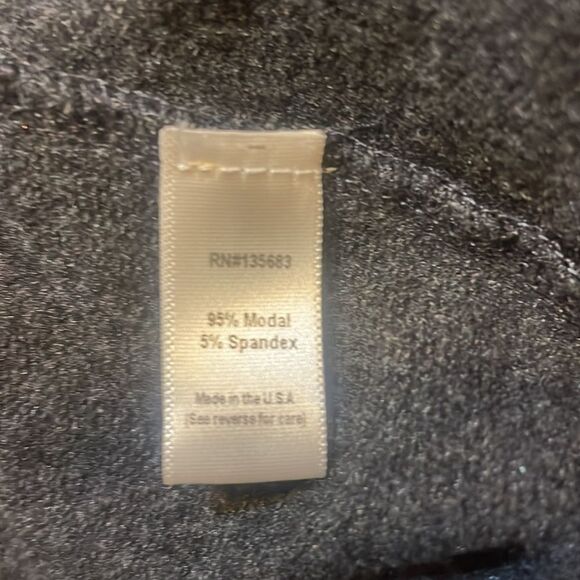 RN#135683
95% Modal
5% Spandex
Made in the U.S.A
(See reverse for care)